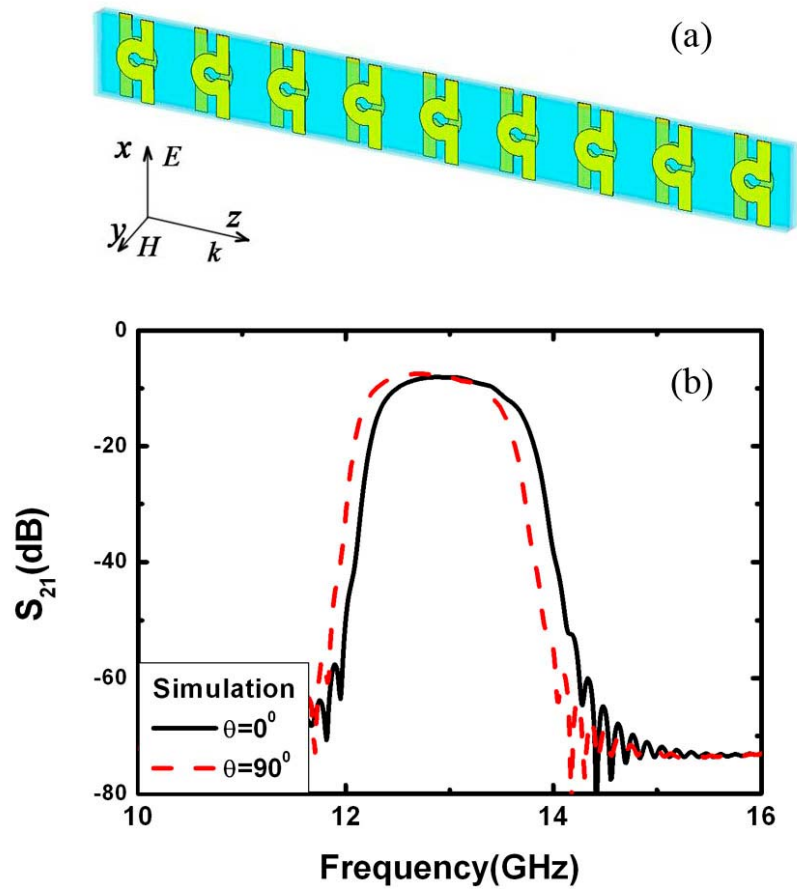 (a)
x E
y H k z
0
(b)
-20
-40
-60
-80
S₂₁(dB)
Simulation
θ=0⁰
θ=90⁰
10 12 14 16
Frequency(GHz)